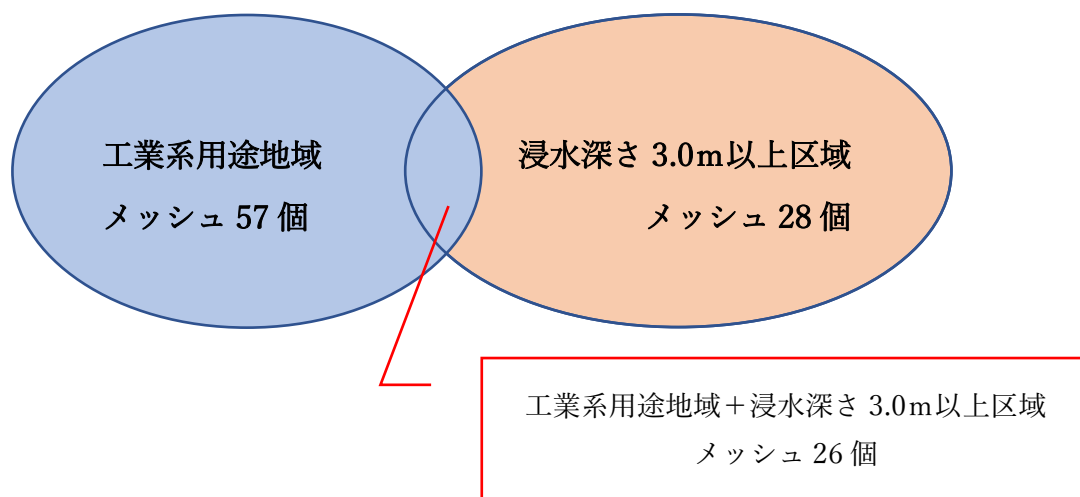 工業系用途地域
メッシュ 57 個
浸水深さ 3.0m以上区域
メッシュ 28 個
工業系用途地域＋浸水深さ 3.0m以上区域
メッシュ 26 個